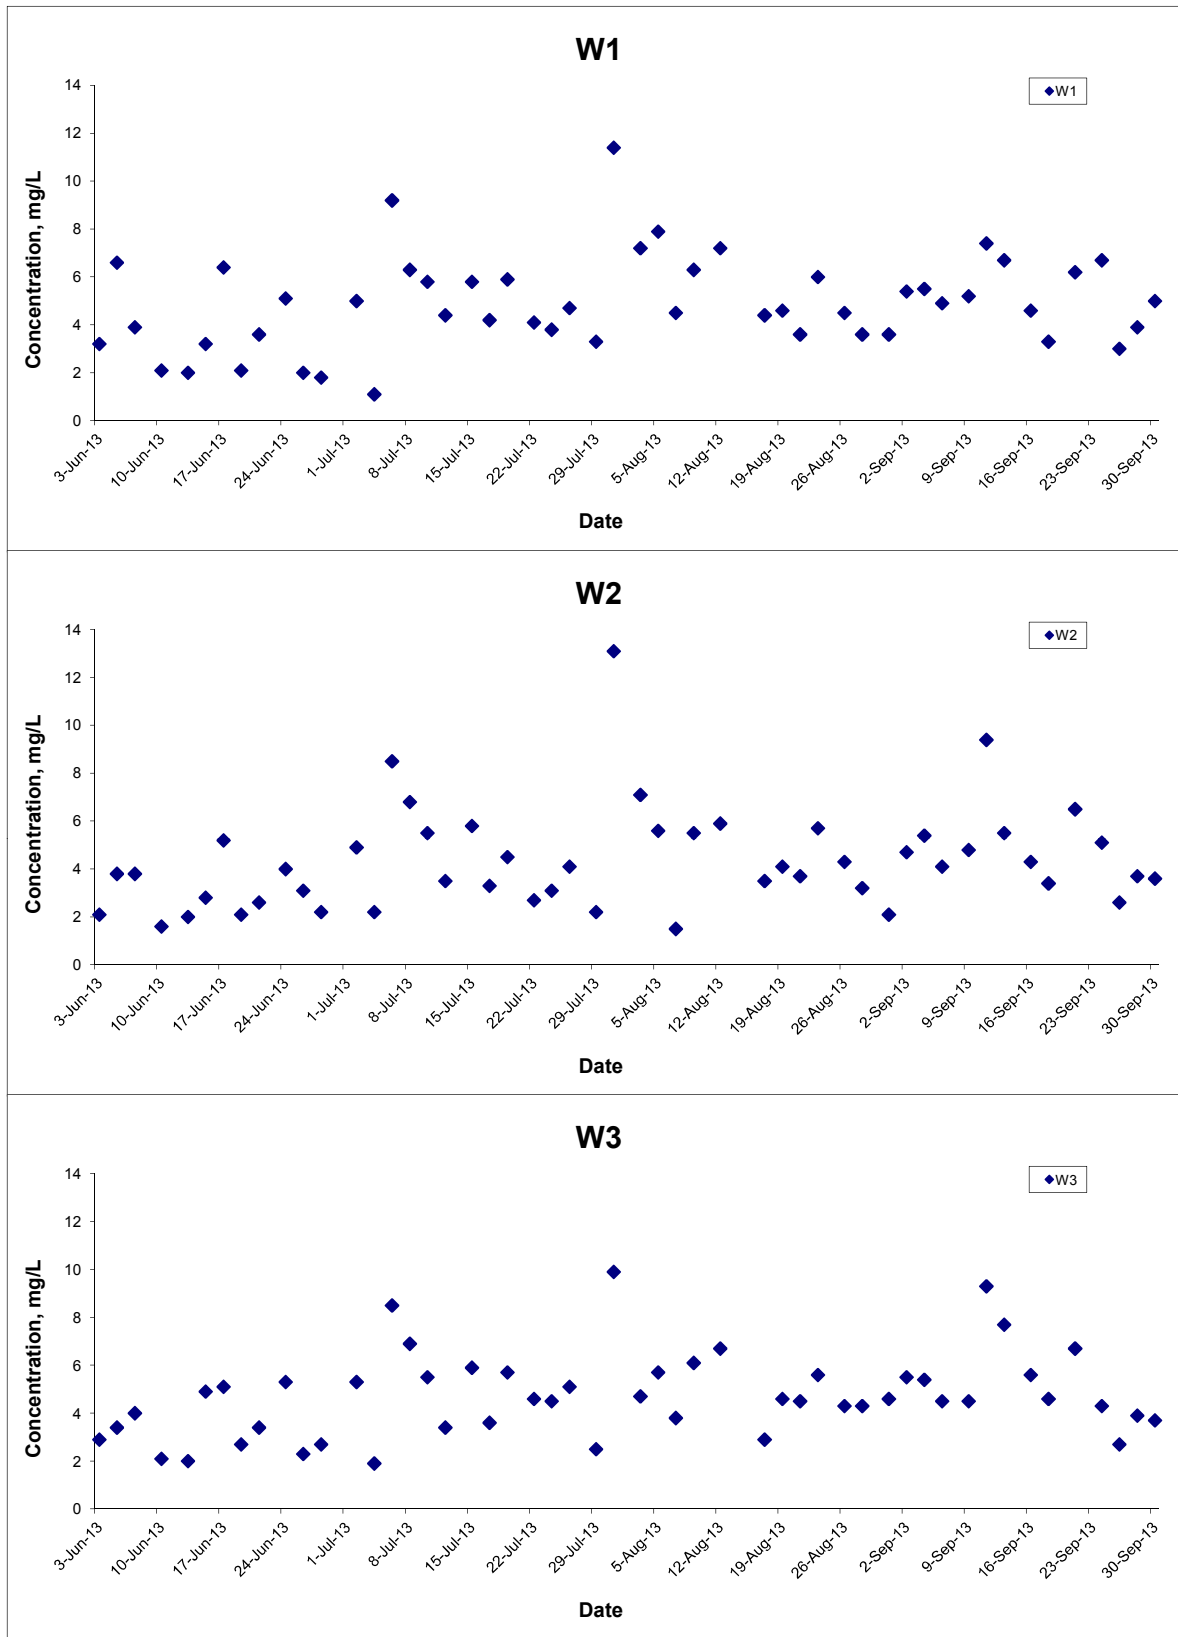 W1
W1
14
12
10
8
6
4
2
0
Concentration, mg/L
3-Jun-13
10-Jun-13
17-Jun-13
24-Jun-13
1-Jul-13
8-Jul-13
15-Jul-13
22-Jul-13
29-Jul-13
5-Aug-13
12-Aug-13
19-Aug-13
26-Aug-13
2-Sep-13
9-Sep-13
16-Sep-13
23-Sep-13
30-Sep-13
Date
W2
W2
14
12
10
8
6
4
2
0
Concentration, mg/L
3-Jun-13
10-Jun-13
17-Jun-13
24-Jun-13
1-Jul-13
8-Jul-13
15-Jul-13
22-Jul-13
29-Jul-13
5-Aug-13
12-Aug-13
19-Aug-13
26-Aug-13
2-Sep-13
9-Sep-13
16-Sep-13
23-Sep-13
30-Sep-13
Date
W3
W3
14
12
10
8
6
4
2
0
Concentration, mg/L
3-Jun-13
10-Jun-13
17-Jun-13
24-Jun-13
1-Jul-13
8-Jul-13
15-Jul-13
22-Jul-13
29-Jul-13
5-Aug-13
12-Aug-13
19-Aug-13
26-Aug-13
2-Sep-13
9-Sep-13
16-Sep-13
23-Sep-13
30-Sep-13
Date